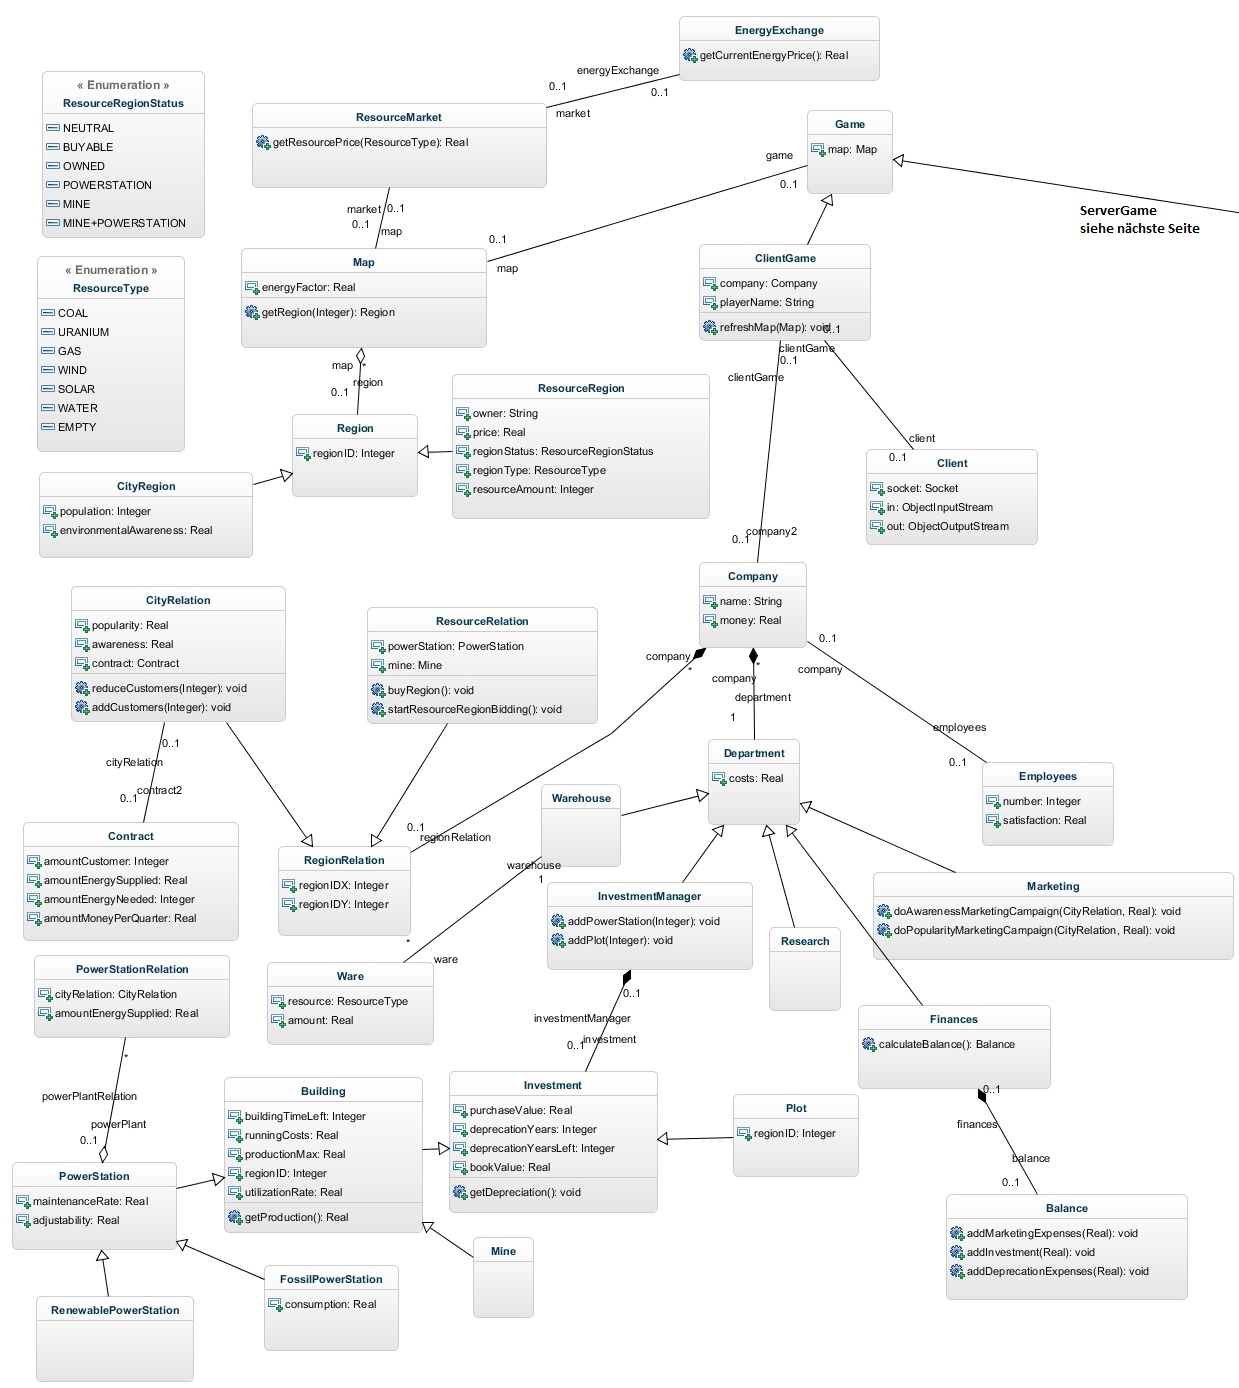 EnergyExchange
getCurrentEnergyPrice(): Real
energyExchange
0..1
0..1
market
« Enumeration »
ResourceRegionStatus
NEUTRAL
BUYABLE
OWNED
POWERSTATION
MINE
MINE+POWERSTATION
ResourceMarket
getResourcePrice(ResourceType): Real
Game
map: Map
game
0..1
market
0..1
0..1
map
ServerGame
siehe nächste Seite
0..1
map
« Enumeration »
ResourceType
COAL
URANIUM
GAS
WIND
SOLAR
WATER
EMPTY
Map
energyFactor: Real
getRegion(Integer): Region
ClientGame
company: Company
playerName: String
refreshMap(Map): void
0..1
clientGame
0..1
clientGame
map
*
region
0..1
Region
regionID: Integer
ResourceRegion
owner: String
price: Real
regionStatus: ResourceRegionStatus
regionType: ResourceType
resourceAmount: Integer
client
0..1
Client
socket: Socket
in: ObjectInputStream
out: ObjectOutputStream
CityRegion
population: Integer
environmentalAwareness: Real
company2
0..1
Company
name: String
money: Real
CityRelation
popularity: Real
awareness: Real
contract: Contract
reduceCustomers(Integer): void
addCustomers(Integer): void
ResourceRelation
powerStation: PowerStation
mine: Mine
buyRegion(): void
startResourceRegionBidding(): void
company
*
company
*
department
1
0..1
company
employees
0..1
0..1
cityRelation
contract2
0..1
Department
costs: Real
Employees
number: Integer
satisfaction: Real
Warehouse
0..1
regionRelation
warehouse
1
Contract
amountCustomer: Integer
amountEnergySupplied: Real
amountEnergyNeeded: Integer
amountMoneyPerQuarter: Real
RegionRelation
regionIDX: Integer
regionIDY: Integer
InvestmentManager
addPowerStation(Integer): void
addPlot(Integer): void
Marketing
doAwarenessMarketingCampaign(CityRelation, Real): void
doPopularityMarketingCampaign(CityRelation, Real): void
Research
*
ware
PowerStationRelation
cityRelation: CityRelation
amountEnergySupplied: Real
Ware
resource: ResourceType
amount: Real
0..1
investmentManager
investment
0..1
Finances
calculateBalance(): Balance
*
powerPlantRelation
powerPlant
0..1
Building
buildingTimeLeft: Integer
runningCosts: Real
productionMax: Real
regionID: Integer
utilizationRate: Real
getProduction(): Real
Investment
purchaseValue: Real
deprecationYears: Integer
deprecationYearsLeft: Integer
bookValue: Real
getDepreciation(): void
Plot
regionID: Integer
0..1
finances
balance
0..1
PowerStation
maintenanceRate: Real
adjustability: Real
Balance
addMarketingExpenses(Real): void
addInvestment(Real): void
addDeprecationExpenses(Real): void
Mine
FossilPowerStation
consumption: Real
RenewablePowerStation